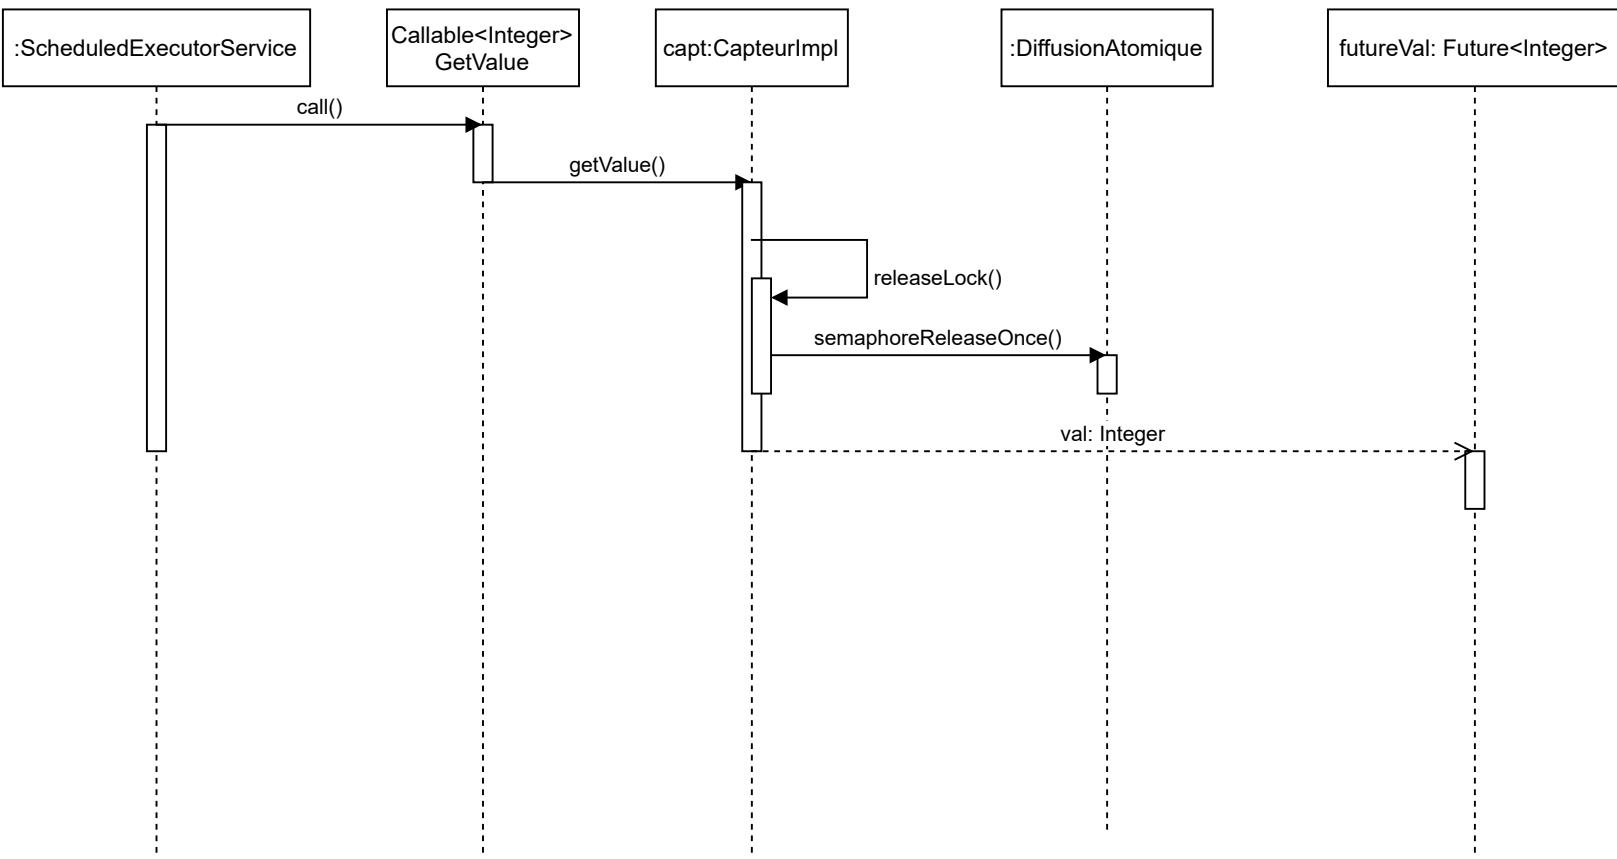 :ScheduledExecutorService
Callable<Integer>
GetValue
capt:CapteurImpl
:DiffusionAtomique
futureVal: Future<Integer>
call()
getValue()
releaseLock()
semaphoreReleaseOnce()
val: Integer